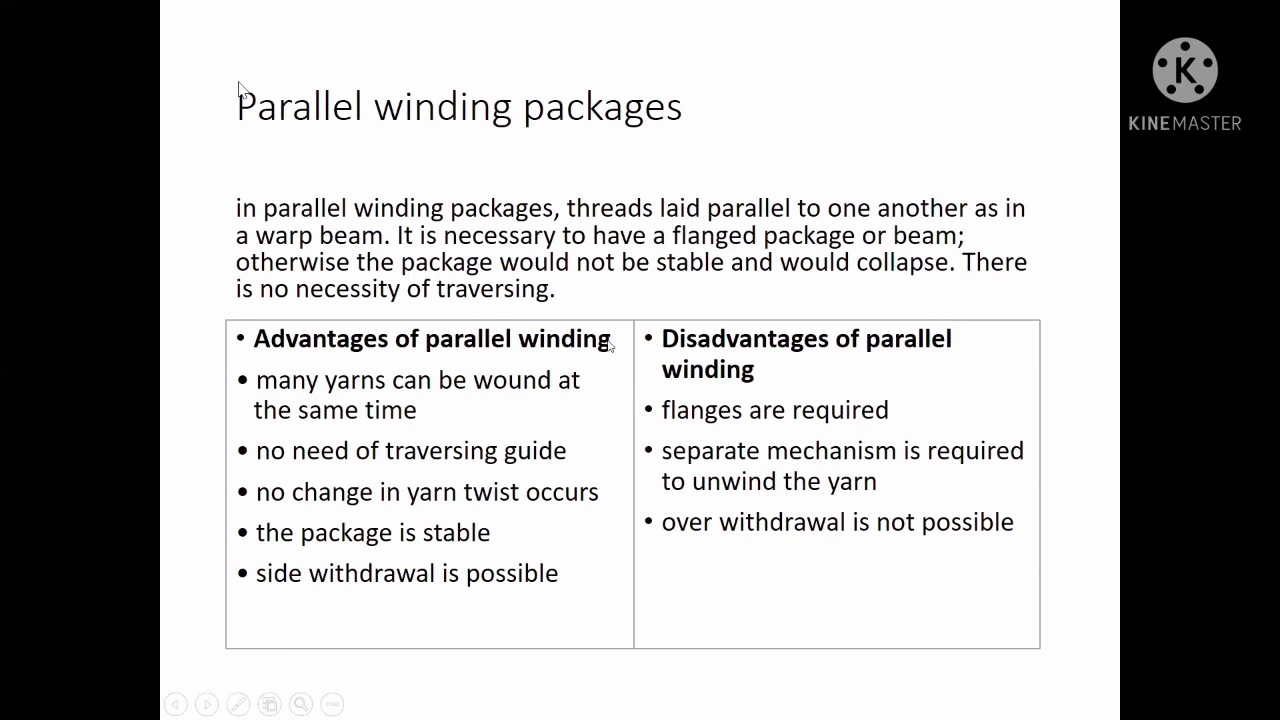 Parallel winding packages
KINEMASTER
in parallel winding packages, threads laid parallel to one another as in
a warp beam. It is necessary to have a flanged package or beam;
otherwise the package would not be stable and would collapse. There
is no necessity of traversing.
• Advantages of parallel winding
• many yarns can be wound at
the same time
• no need of traversing guide
• no change in yarn twist occurs
• the package is stable
• side withdrawal is possible
• Disadvantages of parallel
winding
• flanges are required
• separate mechanism is required
to unwind the yarn
• over withdrawal is not possible